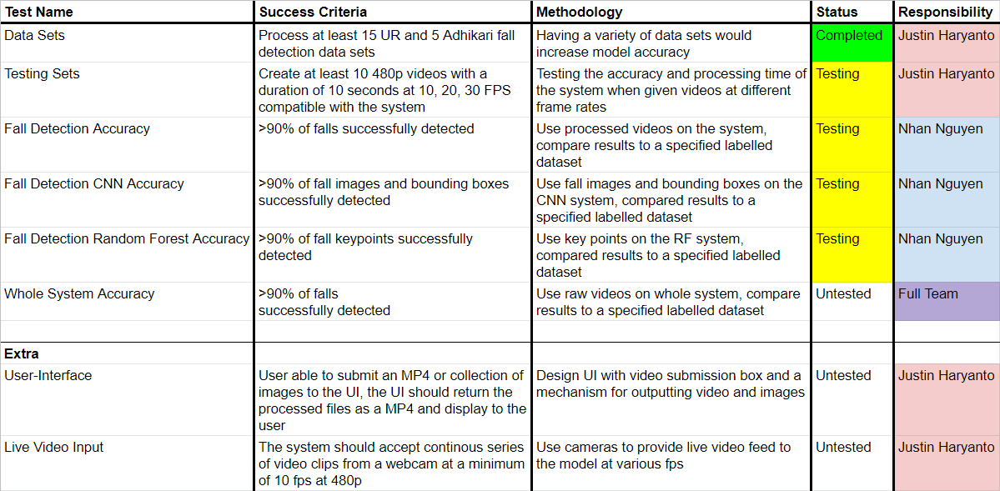 Test Name Success Criteria Methodology Status Responsibility
Data Sets Process at least 15 UR and 5 Adhikari fall Having a variety of data sets would Completed Justin Haryanto
detection data sets increase model accuracy
Testing Sets Create at least 10 480p videos with a Testing the accuracy and processing time of Testing Justin Haryanto
duration of 10 seconds at 10, 20, 30 FPS the system when given videos at different
compatible with the system frame rates
Fall Detection Accuracy >90% of falls successfully detected Use processed videos on the system, Testing Nhan Nguyen
compare results to a specified labelled
dataset
Fall Detection CNN Accuracy >90% of fall images and bounding boxes Use fall images and bounding boxes on the Testing Nhan Nguyen
successfully detected CNN system, compared results to a
specified labelled dataset
Fall Detection Random Forest Accuracy >90% of fall keypoints successfully Use key points on the RF system, Testing Nhan Nguyen
detected compared results to a specified labelled
dataset
Whole System Accuracy >90% of falls Use raw videos on whole system, compare Untested Full Team
successfully detected results to a specified labelled dataset
Extra
User-Interface User able to submit an MP4 or collection of Design UI with video submission box and a Untested Justin Haryanto
images to the UI, the UI should return the mechanism for outputting video and images
processed files as a MP4 and display to the
user
Live Video Input The system should accept continous series Use cameras to provide live video feed to Untested Justin Haryanto
of video clips from a webcam at a minimum the model at various fps
of 10 fps at 480p